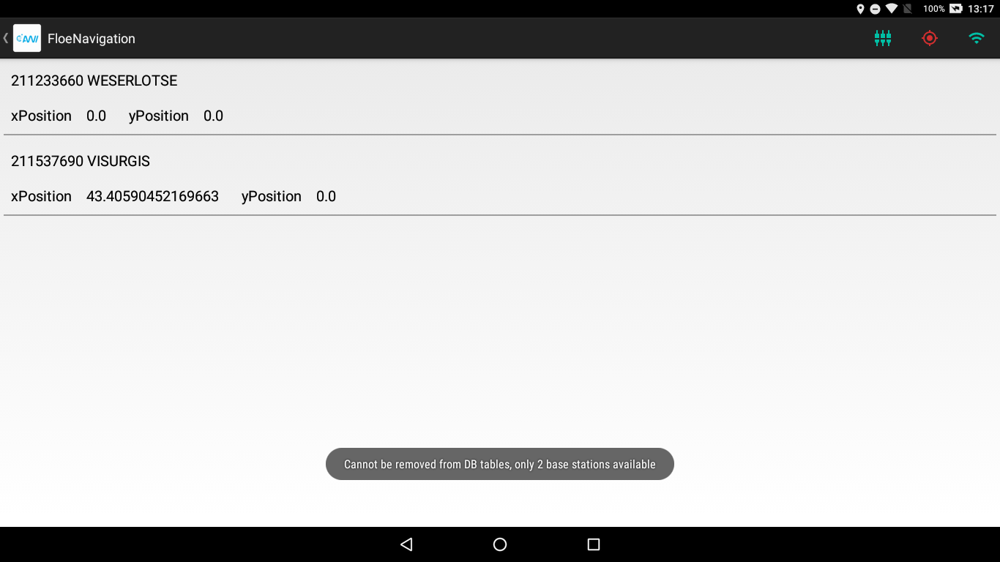 100% 13:17
AWI FloeNavigation
211233660 WESERLOTSE
xPosition 0.0 yPosition 0.0
211537690 VISURGIS
xPosition 43.40590452169663 yPosition 0.0
Cannot be removed from DB tables, only 2 base stations available